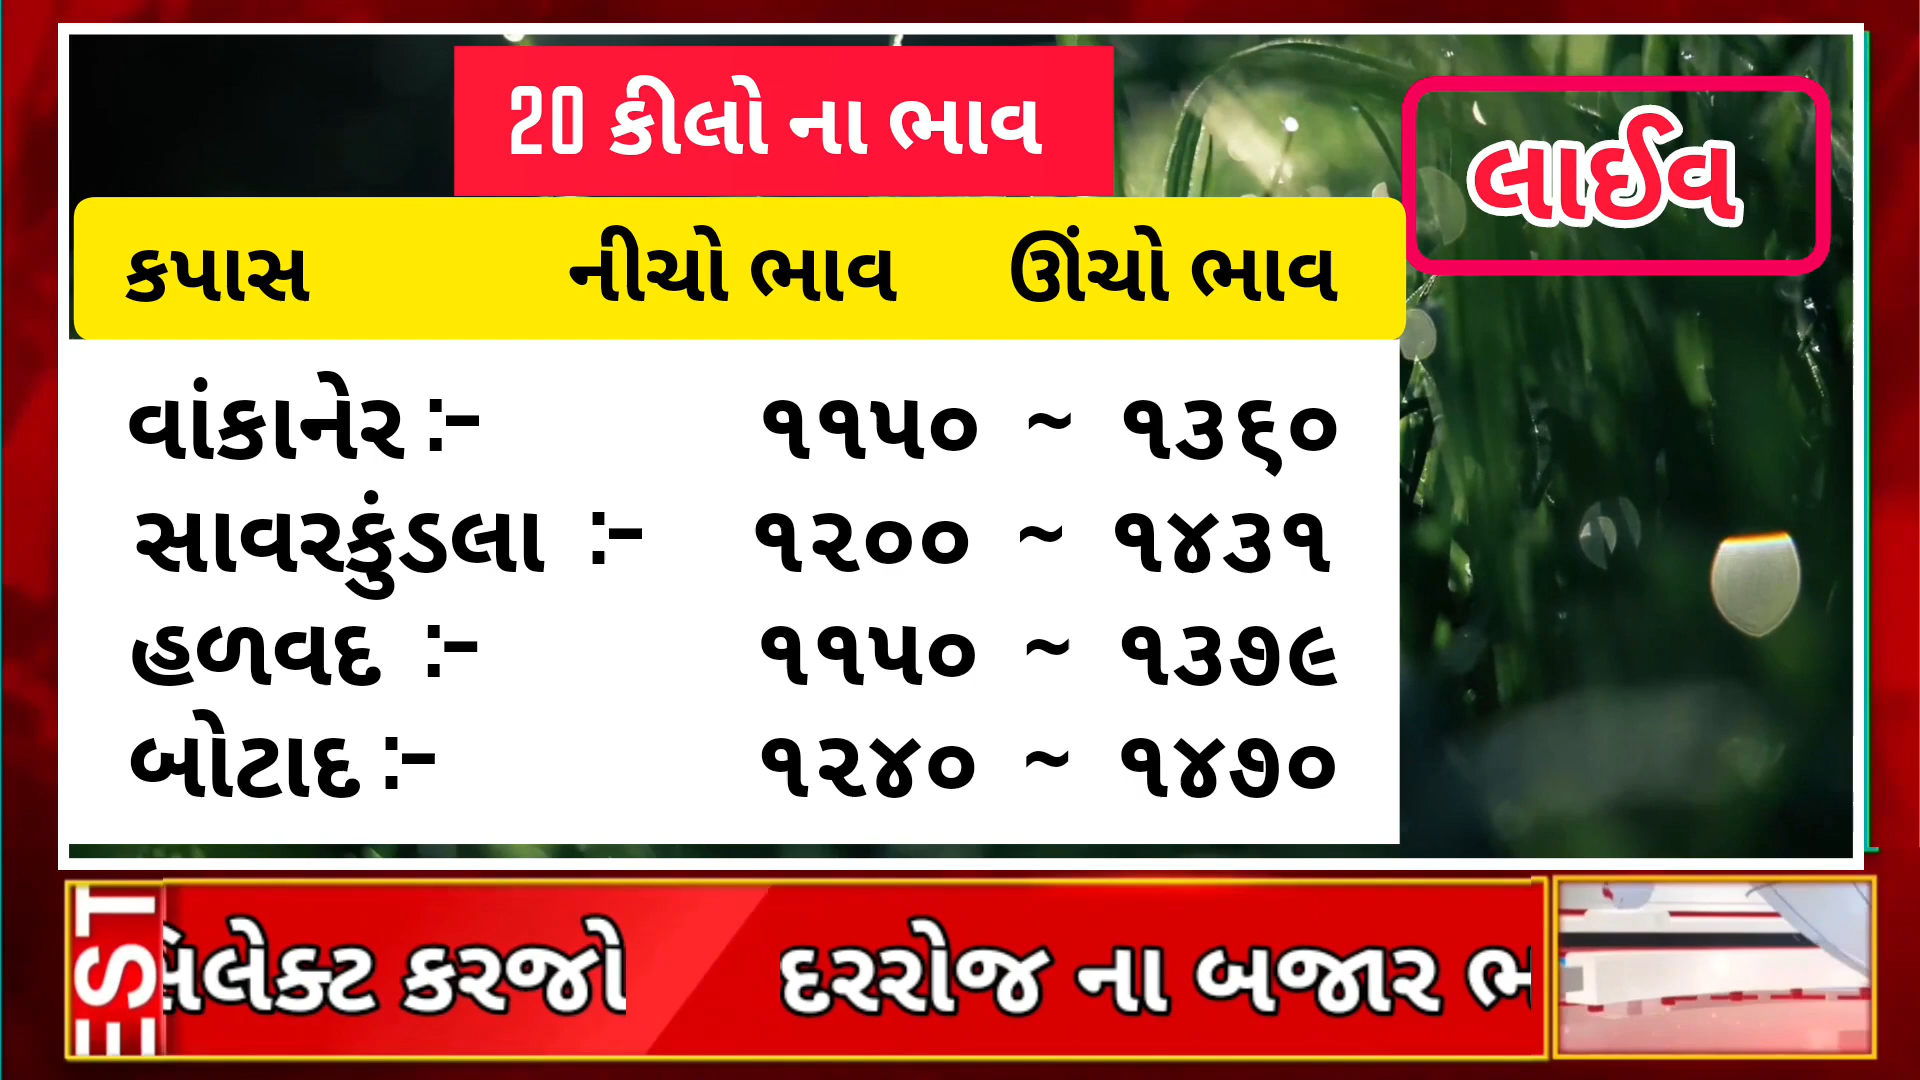 20 કીલો ના ભાવ
લાઈવ
કપાસ નીચો ભાવ ઊંચો ભાવ
વાંકાનેર :- ૧૧૫૦ ~ ૧૩૬૦
સાવરકુંડલા :- ૧૨૦૦ ~ ૧૪૩૧
હળવદ :- ૧૧૫૦ ~ ૧૩૭૯
બોટાદ :- ૧૨૪૦ ~ ૧૪૭૦
કરજો દરરોજ ના બજાર